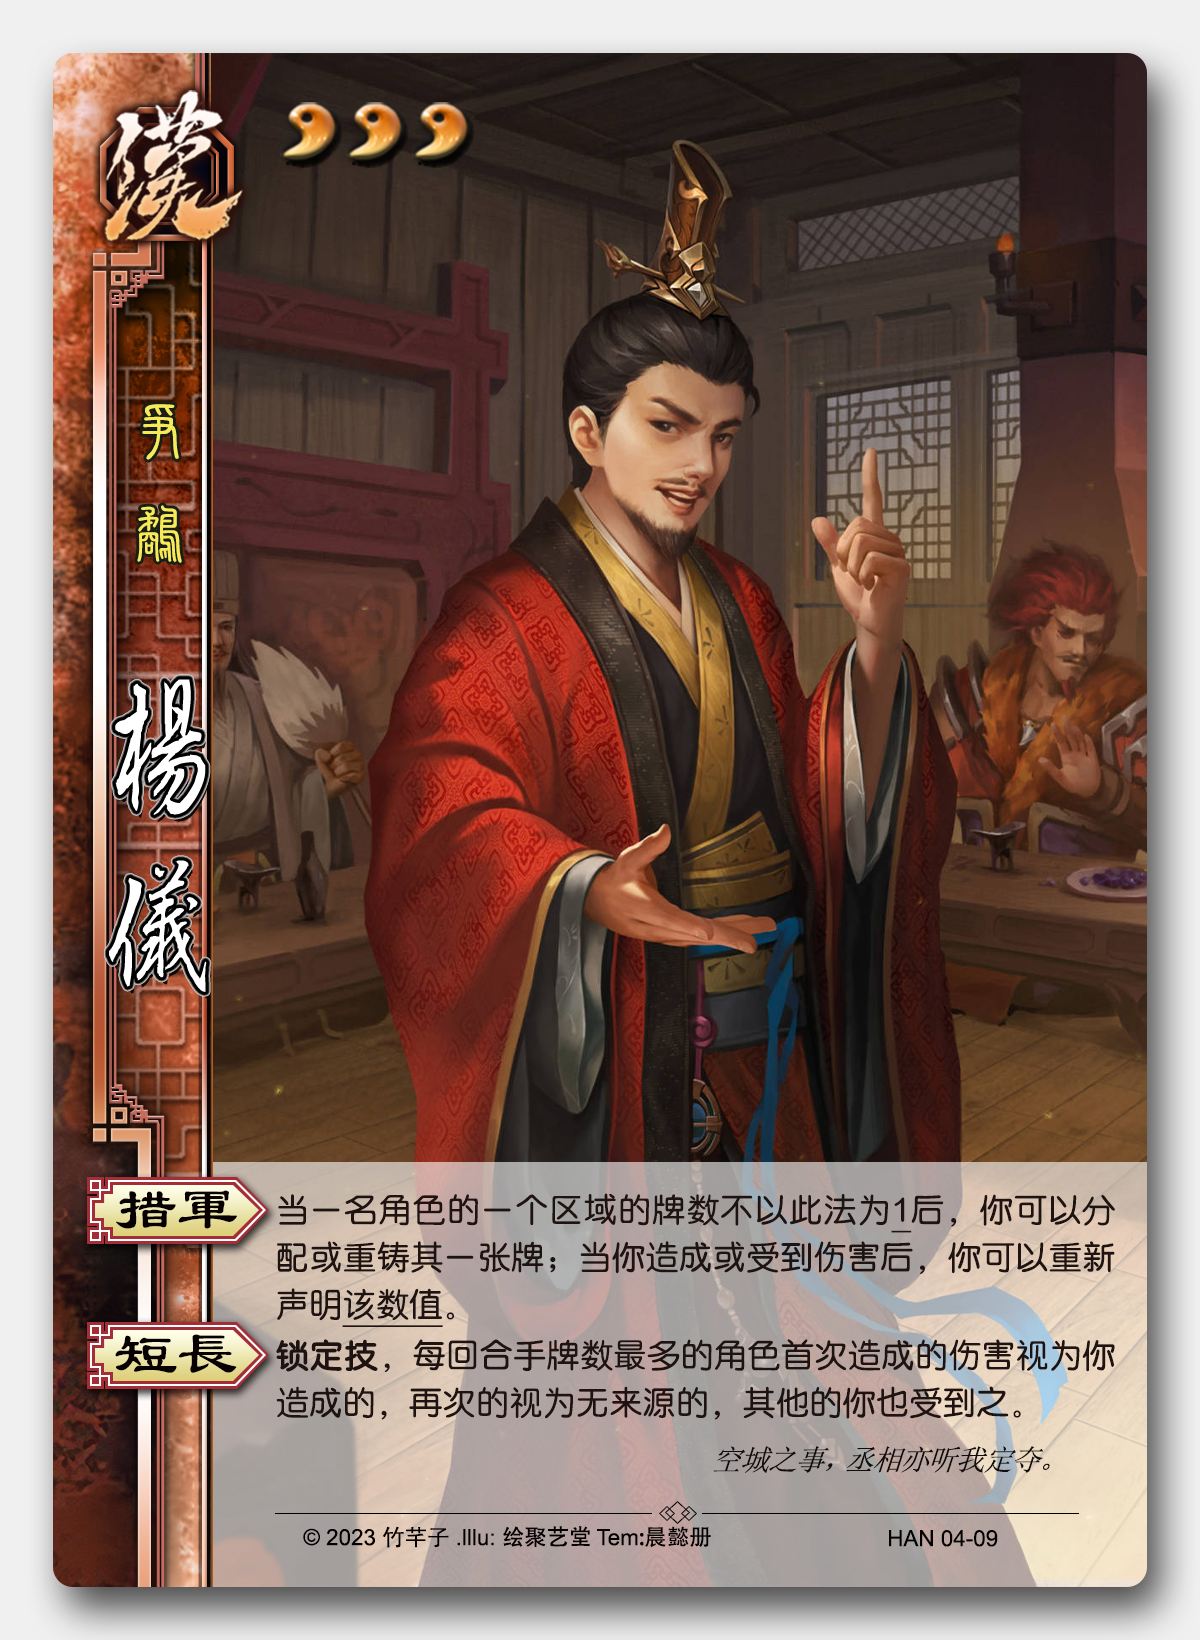 漢
爭鷸
楊儀
措軍
当一名角色的一个区域的牌数不以此法为1后，你可以分
配或重铸其一张牌；当你造成或受到伤害后，你可以重新
声明该数值。
短長
锁定技，每回合手牌数最多的角色首次造成的伤害视为你
造成的，再次的视为无来源的，其他的你也受到之。
空城之事，丞相亦听我定夺。
© 2023 竹芊子 .Illu: 绘聚艺堂 Tem:晨懿册
HAN 04-09